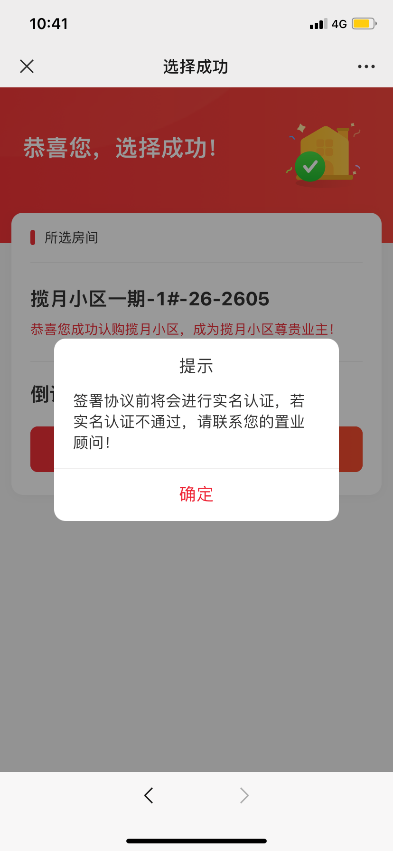 10:41
4G
选择成功
恭喜您，选择成功！
所选房间
揽月小区一期-1#-26-2605
恭喜您成功认购揽月小区，成为揽月小区尊贵业主！
倒
提示
签署协议前将会进行实名认证，若
实名认证不通过，请联系您的置业
顾问！
确定